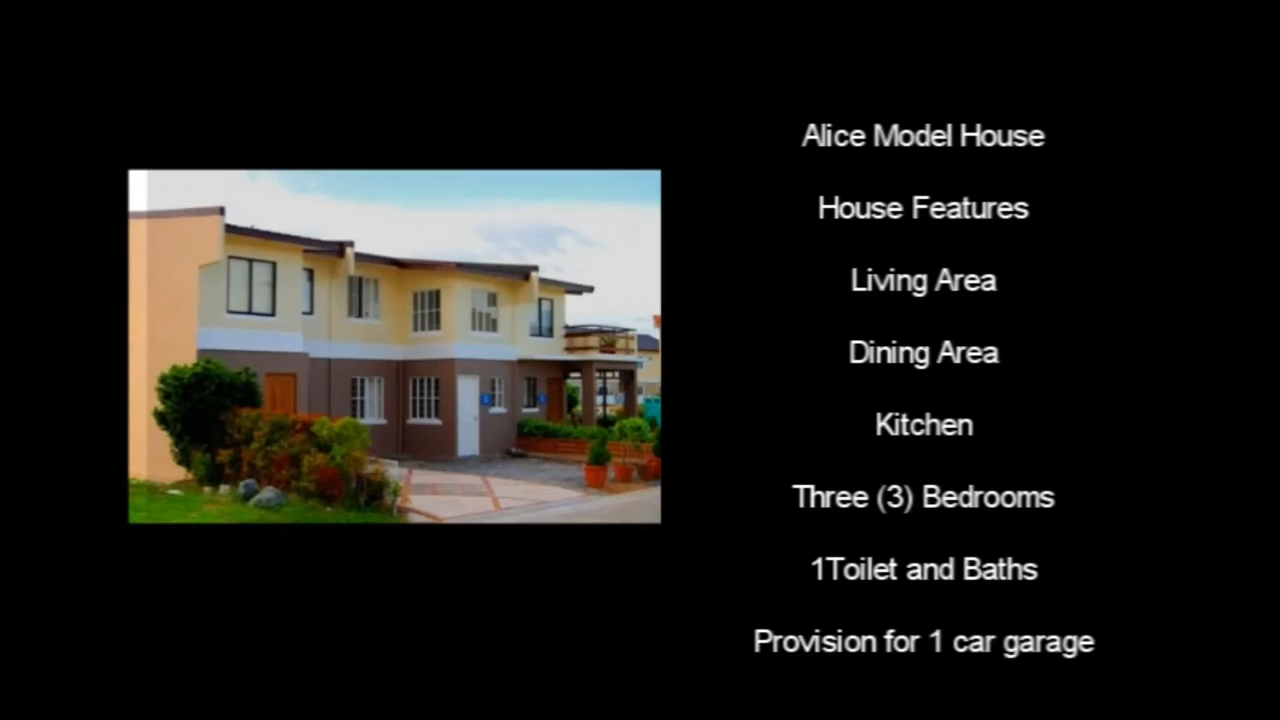 Alice Model House
House Features
Living Area
Dining Area
Kitchen
Three (3) Bedrooms
1Toilet and Baths
Provision for 1 car garage